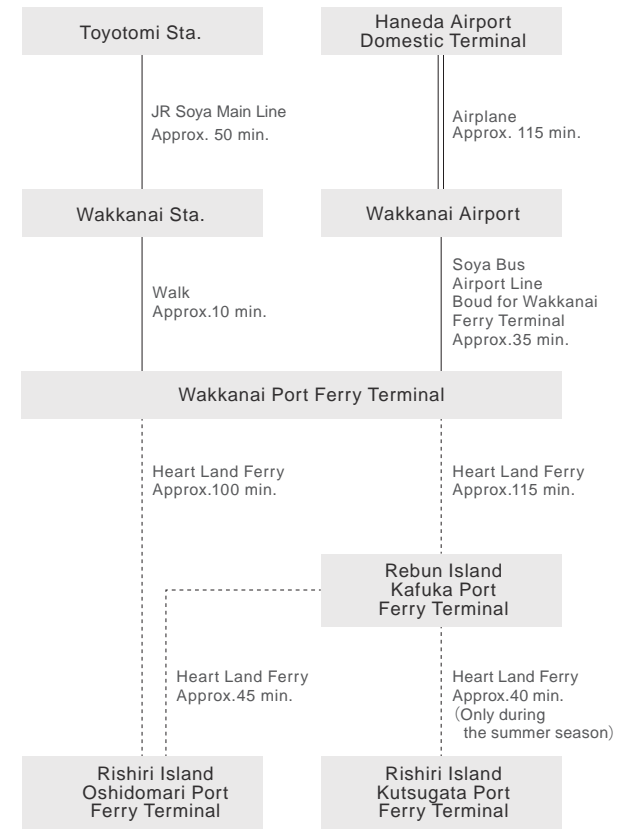 Toyotomi Sta.
Haneda Airport
Domestic Terminal
JR Soya Main Line
Approx. 50 min.
Airplane
Approx. 115 min.
Wakkanai Sta.
Wakkanai Airport
Walk
Approx.10 min.
Soya Bus
Airport Line
Boud for Wakkanai
Ferry Terminal
Approx.35 min.
Wakkanai Port Ferry Terminal
Heart Land Ferry
Approx.100 min.
Heart Land Ferry
Approx.115 min.
Rebun Island
Kafuka Port
Ferry Terminal
Heart Land Ferry
Approx.45 min.
Heart Land Ferry
Approx.40 min.
(Only during
the summer season)
Rishiri Island
Oshidomari Port
Ferry Terminal
Rishiri Island
Kutsugata Port
Ferry Terminal